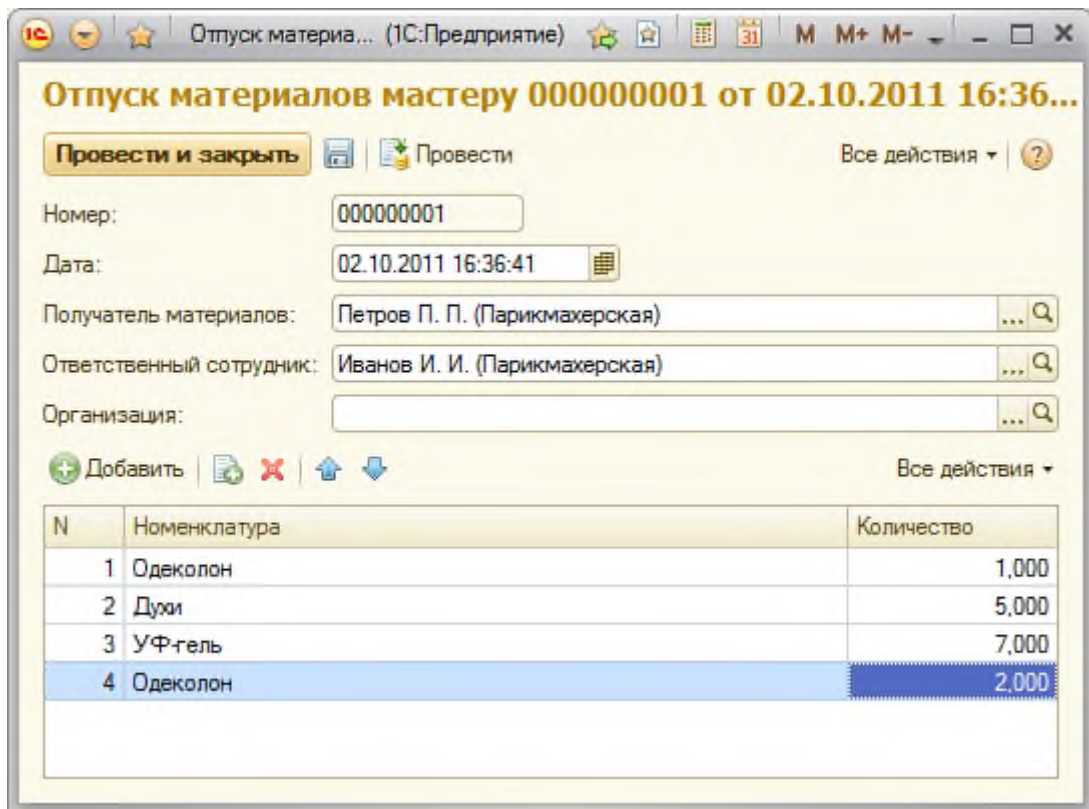 1С Отпуск материа... (1С:Предприятие) 31 M M+ M-
Отпуск материалов мастеру 000000001 от 02.10.2011 16:36...
Провести и закрыть Провести Все действия ?
Номер: 000000001
Дата: 02.10.2011 16:36:41
Получатель материалов: Петров П. П. (Парикмахерская) ...
Ответственный сотрудник: Иванов И. И. (Парикмахерская) ...
Организация: ...
Добавить Все действия
N Номенклатура Количество
1 Одеколон 1,000
2 Духи 5,000
3 УФ-гель 7,000
4 Одеколон 2,000